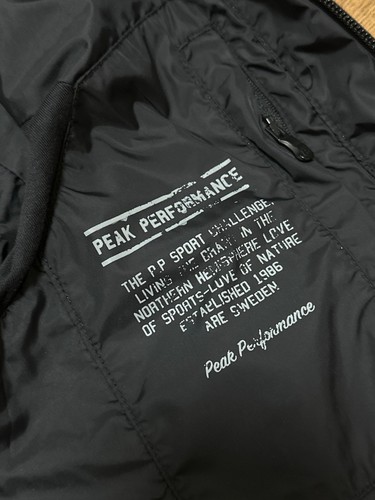 PEAK PERFORMANCE
THE P.P SPORT CHALLENGE.
LIVING THE IN THE
NORTHERN HEMISPHERE LOVE
OF SPORTS-LOVE OF NATURE
ESTABLISHED 1986
ARE SWEDEN
Peak Performance